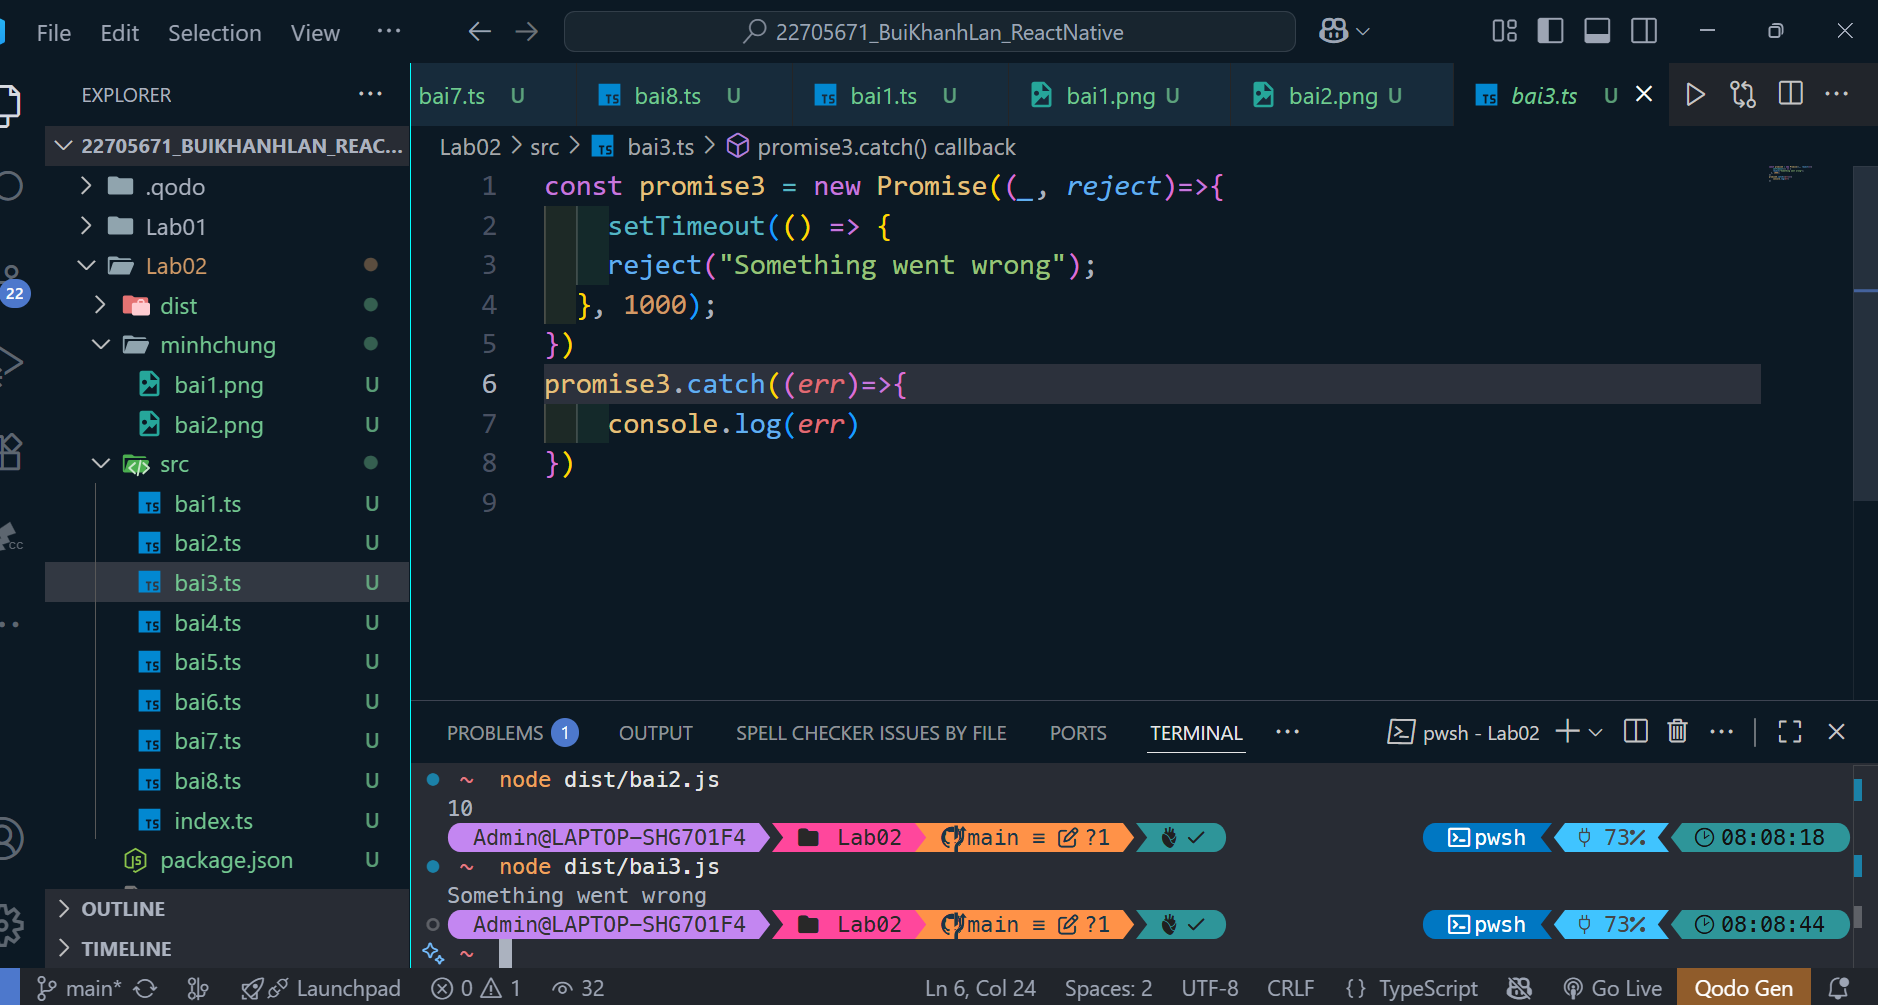 File Edit Selection View ··· 22705671_BuiKhanhLan_ReactNative
EXPLORER ···
22705671_BUIKHANHLAN_REAC...
.qodo
Lab01
Lab02
dist
minhchung
bai1.png U
bai2.png U
src
bai1.ts U
bai2.ts U
bai3.ts U
bai4.ts U
bai5.ts U
bai6.ts U
bai7.ts U
bai8.ts U
index.ts U
package.json U
OUTLINE
TIMELINE
22
CC
bai7.ts U bai8.ts U bai1.ts U bai1.png U bai2.png U bai3.ts U
Lab02 > src > bai3.ts > promise3.catch() callback
1 const promise3 = new Promise((_, reject)=>{
2 setTimeout(() => {
3 reject("Something went wrong");
4 }, 1000);
5 })
6 promise3.catch((err)=>{
7 console.log(err)
8 })
9
PROBLEMS 1 OUTPUT SPELL CHECKER ISSUES BY FILE PORTS TERMINAL ··· pwsh - Lab02
~ node dist/bai2.js
10
Admin@LAPTOP-SHG7O1F4 Lab02 main ≡ ?1 ✓ pwsh 73% 08:08:18
~ node dist/bai3.js
Something went wrong
Admin@LAPTOP-SHG7O1F4 Lab02 main ≡ ?1 ✓ pwsh 73% 08:08:44
~
main* Launchpad 0 1 32 Ln 6, Col 24 Spaces: 2 UTF-8 CRLF {} TypeScript Go Live Qodo Gen